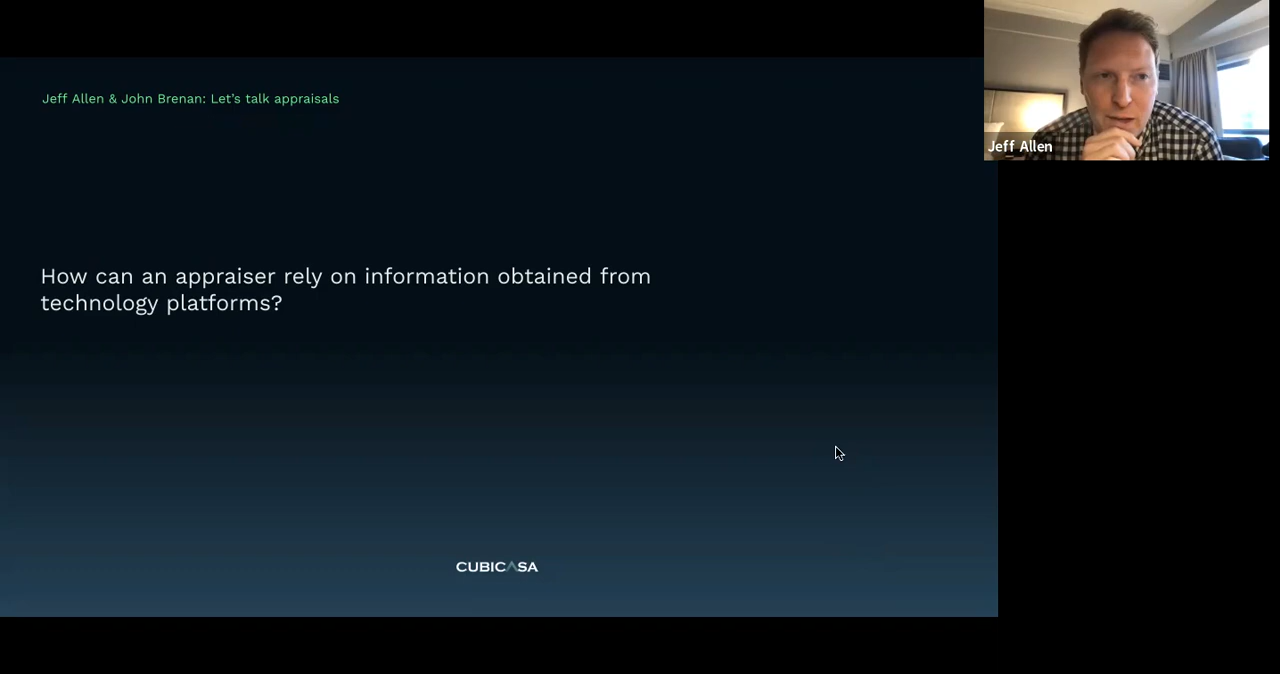 Jeff Allen & John Brenan: Let's talk appraisals
Jeff Allen
How can an appraiser rely on information obtained from
technology platforms?
CUBICASA